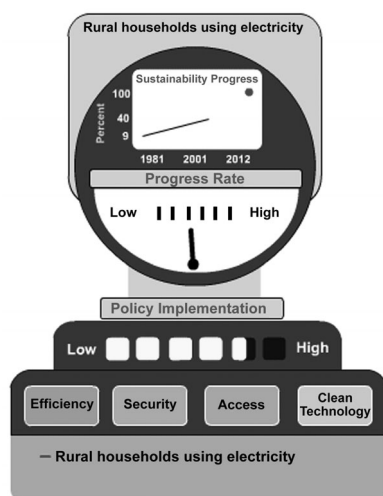 Rural households using electricity
Sustainability Progress
Percent
100
40
9
1981 2001 2012
Progress Rate
Low High
Policy Implementation
Low High
Efficiency Security Access Clean
Technology
Rural households using electricity